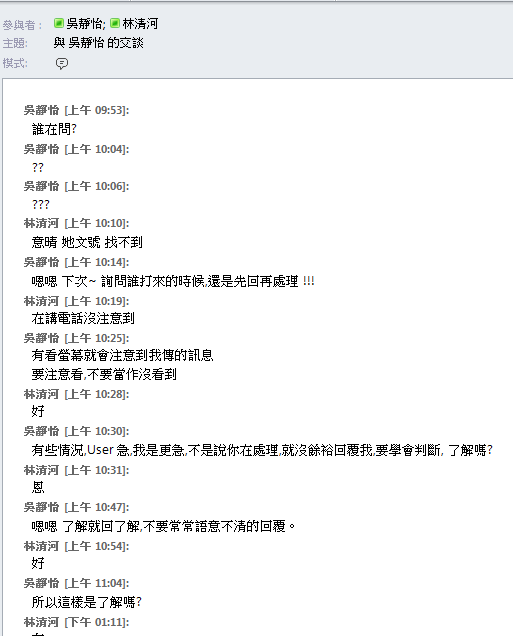 參與者： 吳靜怡; 林清河
主題: 與 吳靜怡 的交談
模式:
吳靜怡 [上午 09:53]:
誰在問?
吳靜怡 [上午 10:04]:
??
吳靜怡 [上午 10:06]:
???
林清河 [上午 10:10]:
意晴 她文號 找不到
吳靜怡 [上午 10:14]:
嗯嗯 下次~ 詢問誰打來的時候,還是先回再處理 !!!
林清河 [上午 10:19]:
在講電話沒注意到
吳靜怡 [上午 10:25]:
有看螢幕就會注意到我傳的訊息
要注意看,不要當作沒看到
林清河 [上午 10:28]:
好
吳靜怡 [上午 10:30]:
有些情況,User 急,我是更急,不是說你在處理,就沒餘裕回覆我,要學會判斷, 了解嗎?
林清河 [上午 10:31]:
恩
吳靜怡 [上午 10:47]:
嗯嗯 了解就回了解,不要常常語意不清的回覆。
林清河 [上午 10:54]:
好
吳靜怡 [上午 11:04]:
所以這樣是了解嗎?
林清河 [下午 01:11]: